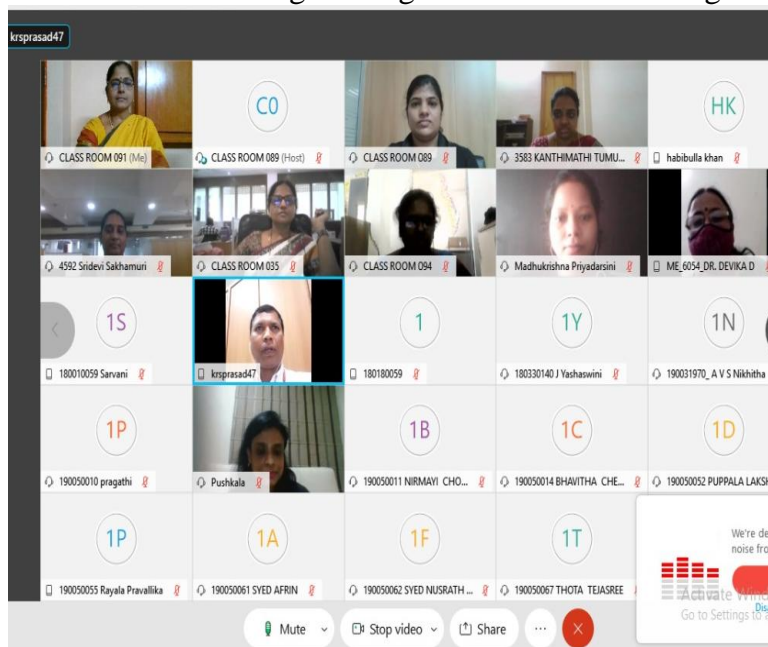 krsprasad47
CLASS ROOM 091 (Me)
C0
CLASS ROOM 089 (Host)
CLASS ROOM 089
3583 KANTHIMATHI TUMU...
HK
habibulla khan
4592 Sridevi Sakhamuri
CLASS ROOM 035
CLASS ROOM 094
Madhukrishna Priyadarsini
ME_6054_DR. DEVIKA D
1S
180010059 Sarvani
krsprasad47
1
180180059
1Y
180330140 J Yashaswini
1N
190031970_ A V S Nikhitha
1P
190050010 pragathi
Pushkala
1B
190050011 NIRMAYI CHO...
1C
190050014 BHAVITHA CHE...
1D
190050052 PUPPALA LAKS
1P
190050055 Rayala Pravallika
1A
190050061 SYED AFRIN
1F
190050062 SYED NUSRATH ...
1T
190050067 THOTA TEJASREE
We're de
noise fro
Activate Wind
Dis
Go to Settings to a
Mute
Stop video
Share